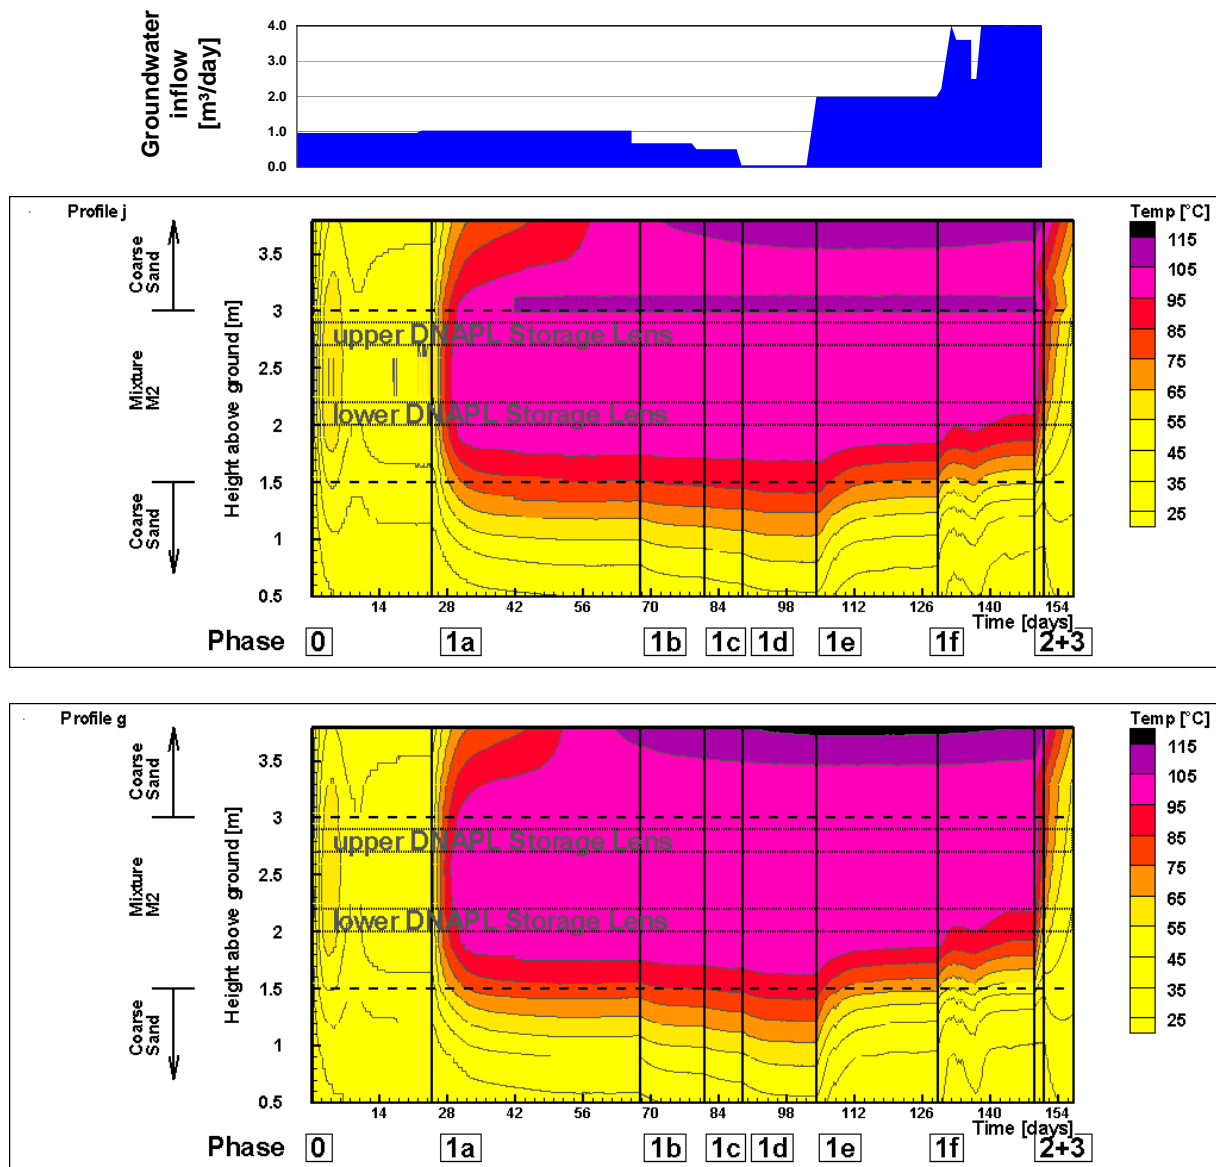 Groundwater
inflow
[m³/day]
4.0
3.0
2.0
1.0
0.0
Profile j
Temp [°C]
115
105
95
85
75
65
55
45
35
25
Coarse
Sand
Mixture
M2
Coarse
Sand
Height above ground [m]
3.5
3
2.5
2
1.5
1
0.5
upper DNAPL Storage Lens
lower DNAPL Storage Lens
14 28 42 56 70 84 98 112 126 140 154
Time [days]
Phase 0 1a 1b 1c 1d 1e 1f 2+3
Profile g
Temp [°C]
115
105
95
85
75
65
55
45
35
25
Coarse
Sand
Mixture
M2
Coarse
Sand
Height above ground [m]
3.5
3
2.5
2
1.5
1
0.5
upper DNAPL Storage Lens
lower DNAPL Storage Lens
14 28 42 56 70 84 98 112 126 140 154
Time [days]
Phase 0 1a 1b 1c 1d 1e 1f 2+3